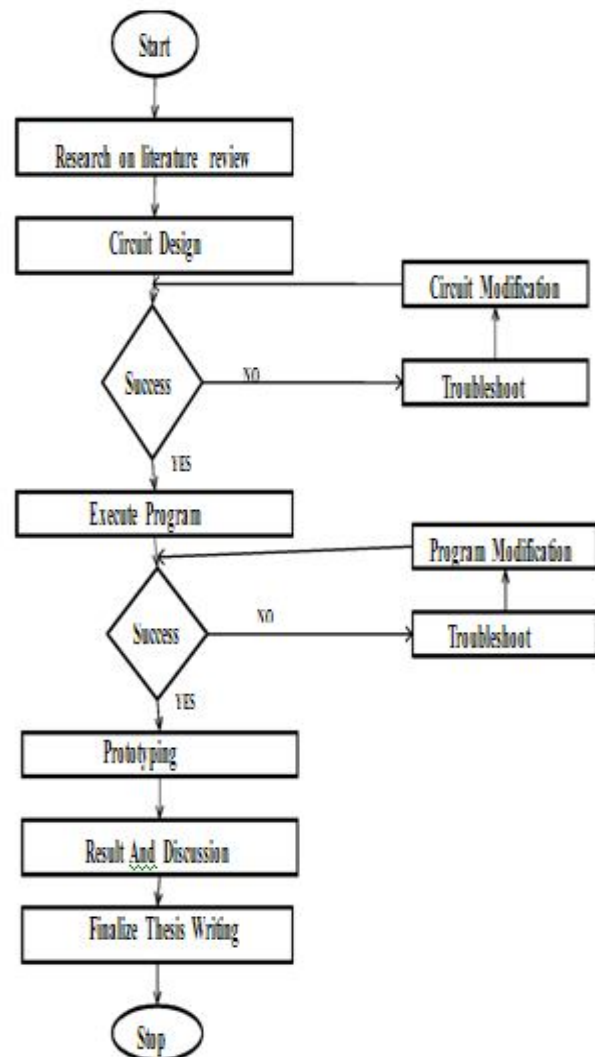 Start
Research on literature review
Circuit Design
Circuit Modification
Success
NO
Troubleshoot
YES
Execute Program
Program Modification
Success
NO
Troubleshoot
YES
Prototyping
Result And Discussion
Finalize Thesis Writing
Stop